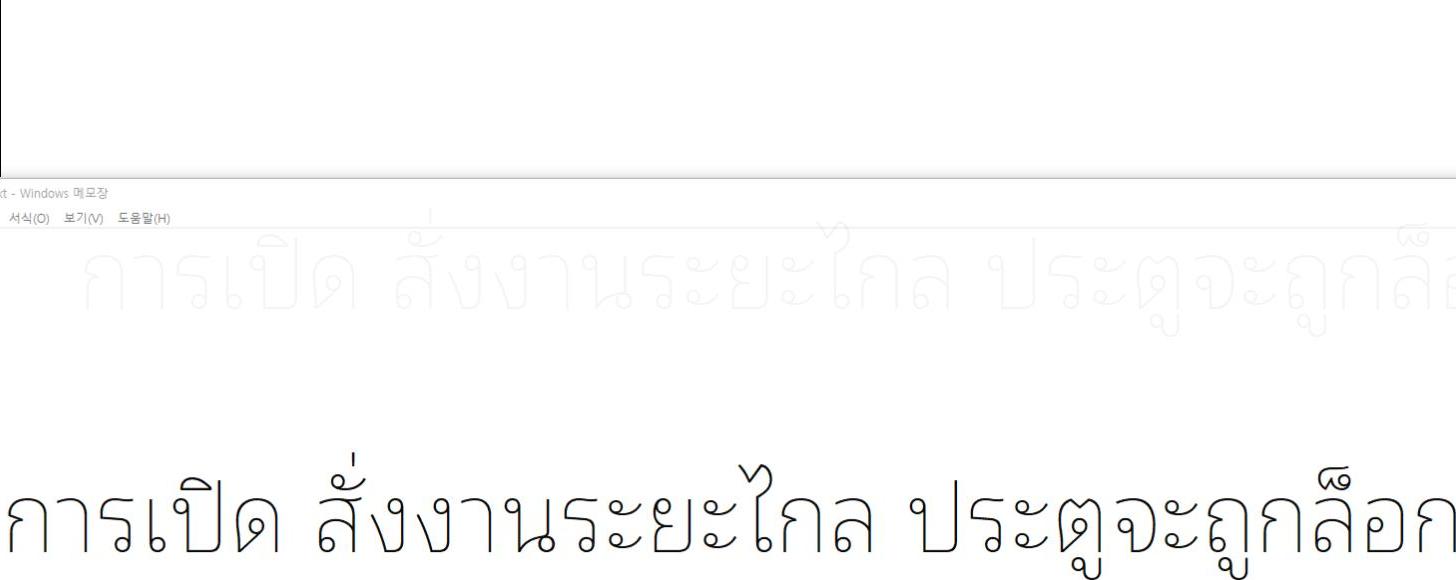 xt - Windows 메모장
서식(O) 보기(V) 도움말(H)
การเปิด สั่งงานระยะไกล ประตูจะถูกล็อ
การเปิด สั่งงานระยะไกล ประตูจะถูกล็อก